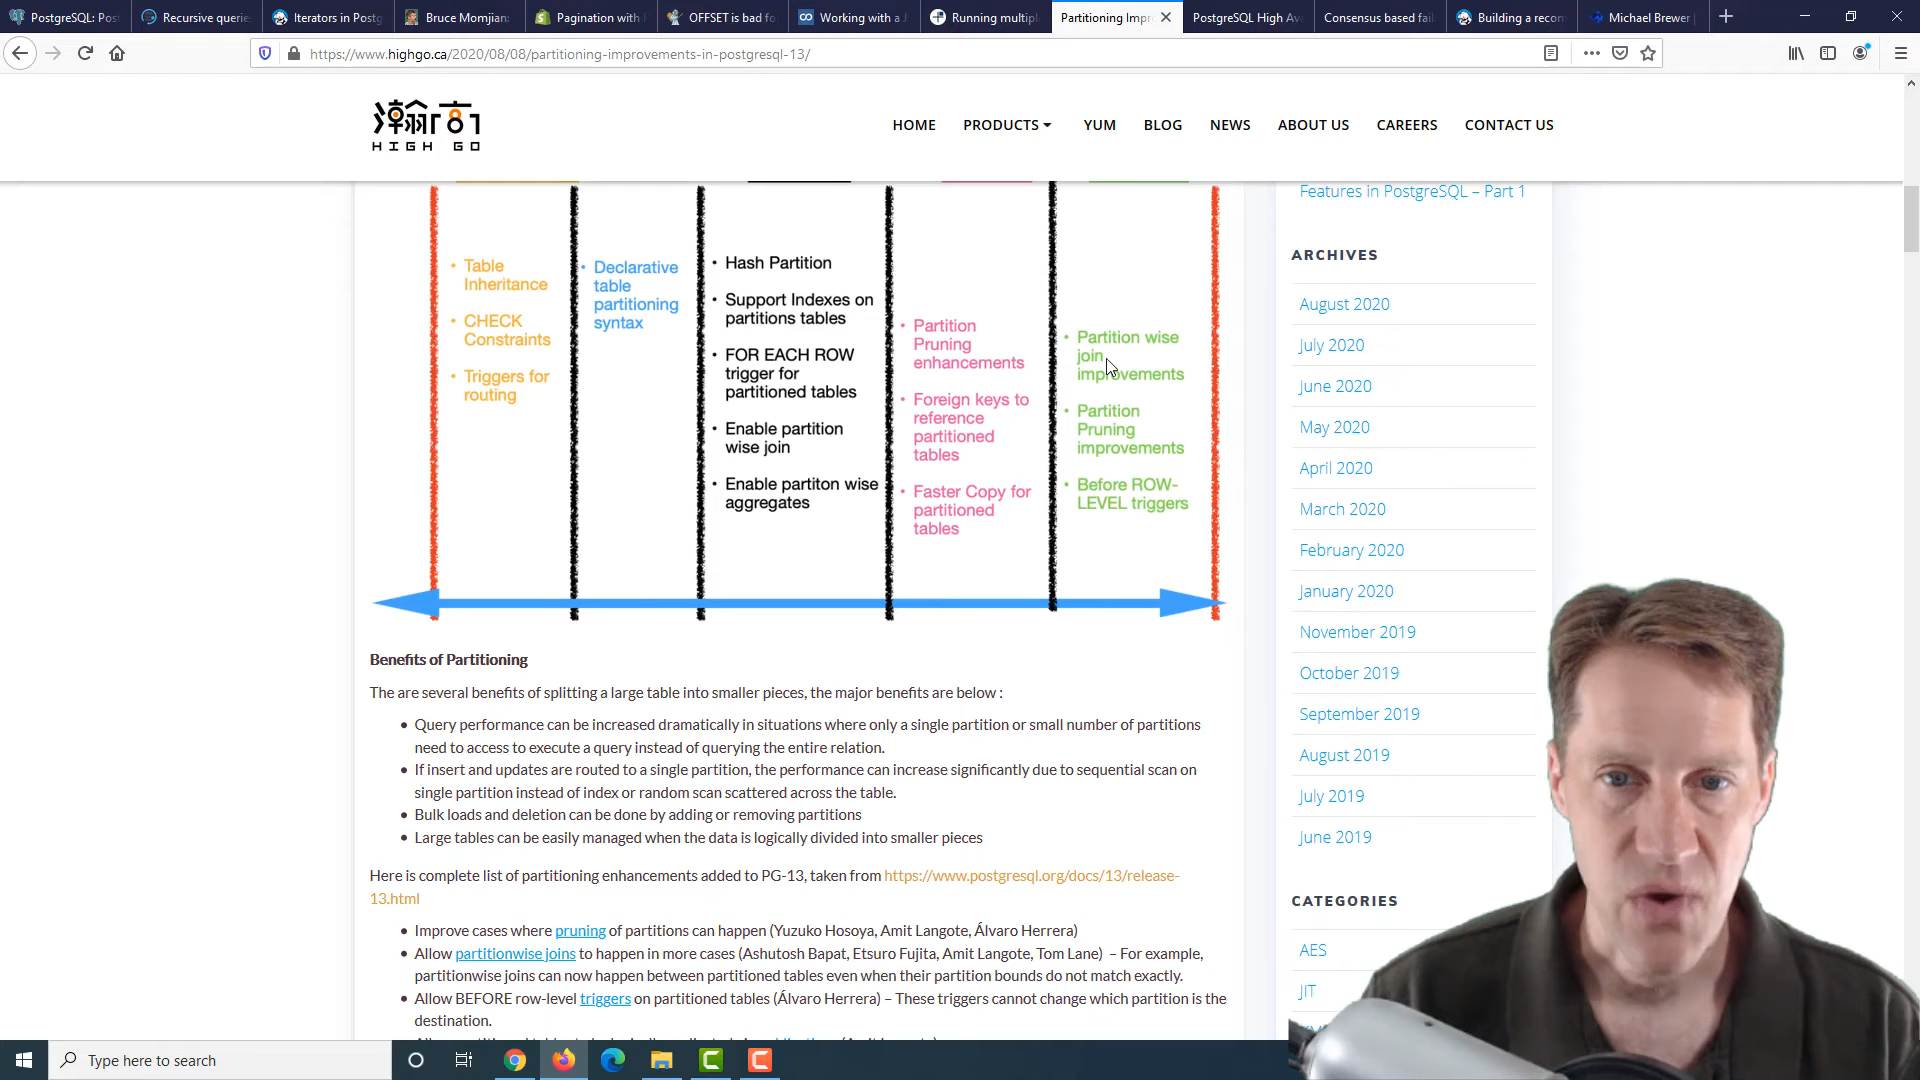 PostgreSQL: Pos
Recursive querie
Iterators in Postg
Bruce Momjian:
Pagination with
OFFSET is bad fo
Working with a
Running multipl
Partitioning Impr
PostgreSQL High Av
Consensus based fail
Building a recon
Michael Brewer
https://www.highgo.ca/2020/08/08/partitioning-improvements-in-postgresql-13/
瀚高
HIGH GO
HOME
PRODUCTS
YUM
BLOG
NEWS
ABOUT US
CAREERS
CONTACT US
Table
Inheritance
CHECK
Constraints
Triggers for
routing
Declarative
table
partitioning
syntax
Hash Partition
Support Indexes on
partitions tables
FOR EACH ROW
trigger for
partitioned tables
Enable partition
wise join
Enable partiton wise
aggregates
Partition
Pruning
enhancements
Foreign keys to
reference
partitioned
tables
Faster Copy for
partitioned
tables
Partition wise
join
improvements
Partition
Pruning
improvements
Before ROW-
LEVEL triggers
Benefits of Partitioning
The are several benefits of splitting a large table into smaller pieces, the major benefits are below :
Query performance can be increased dramatically in situations where only a single partition or small number of partitions
need to access to execute a query instead of querying the entire relation.
If insert and updates are routed to a single partition, the performance can increase significantly due to sequential scan on
single partition instead of index or random scan scattered across the table.
Bulk loads and deletion can be done by adding or removing partitions
Large tables can be easily managed when the data is logically divided into smaller pieces
Here is complete list of partitioning enhancements added to PG-13, taken from https://www.postgresql.org/docs/13/release-
13.html
Improve cases where pruning of partitions can happen (Yuzuko Hosoya, Amit Langote, Álvaro Herrera)
Allow partitionwise joins to happen in more cases (Ashutosh Bapat, Etsuro Fujita, Amit Langote, Tom Lane) – For example,
partitionwise joins can now happen between partitioned tables even when their partition bounds do not match exactly.
Allow BEFORE row-level triggers on partitioned tables (Álvaro Herrera) – These triggers cannot change which partition is the
destination.
Features in PostgreSQL – Part 1
ARCHIVES
August 2020
July 2020
June 2020
May 2020
April 2020
March 2020
February 2020
January 2020
November 2019
October 2019
September 2019
August 2019
July 2019
June 2019
CATEGORIES
AES
JIT
Type here to search